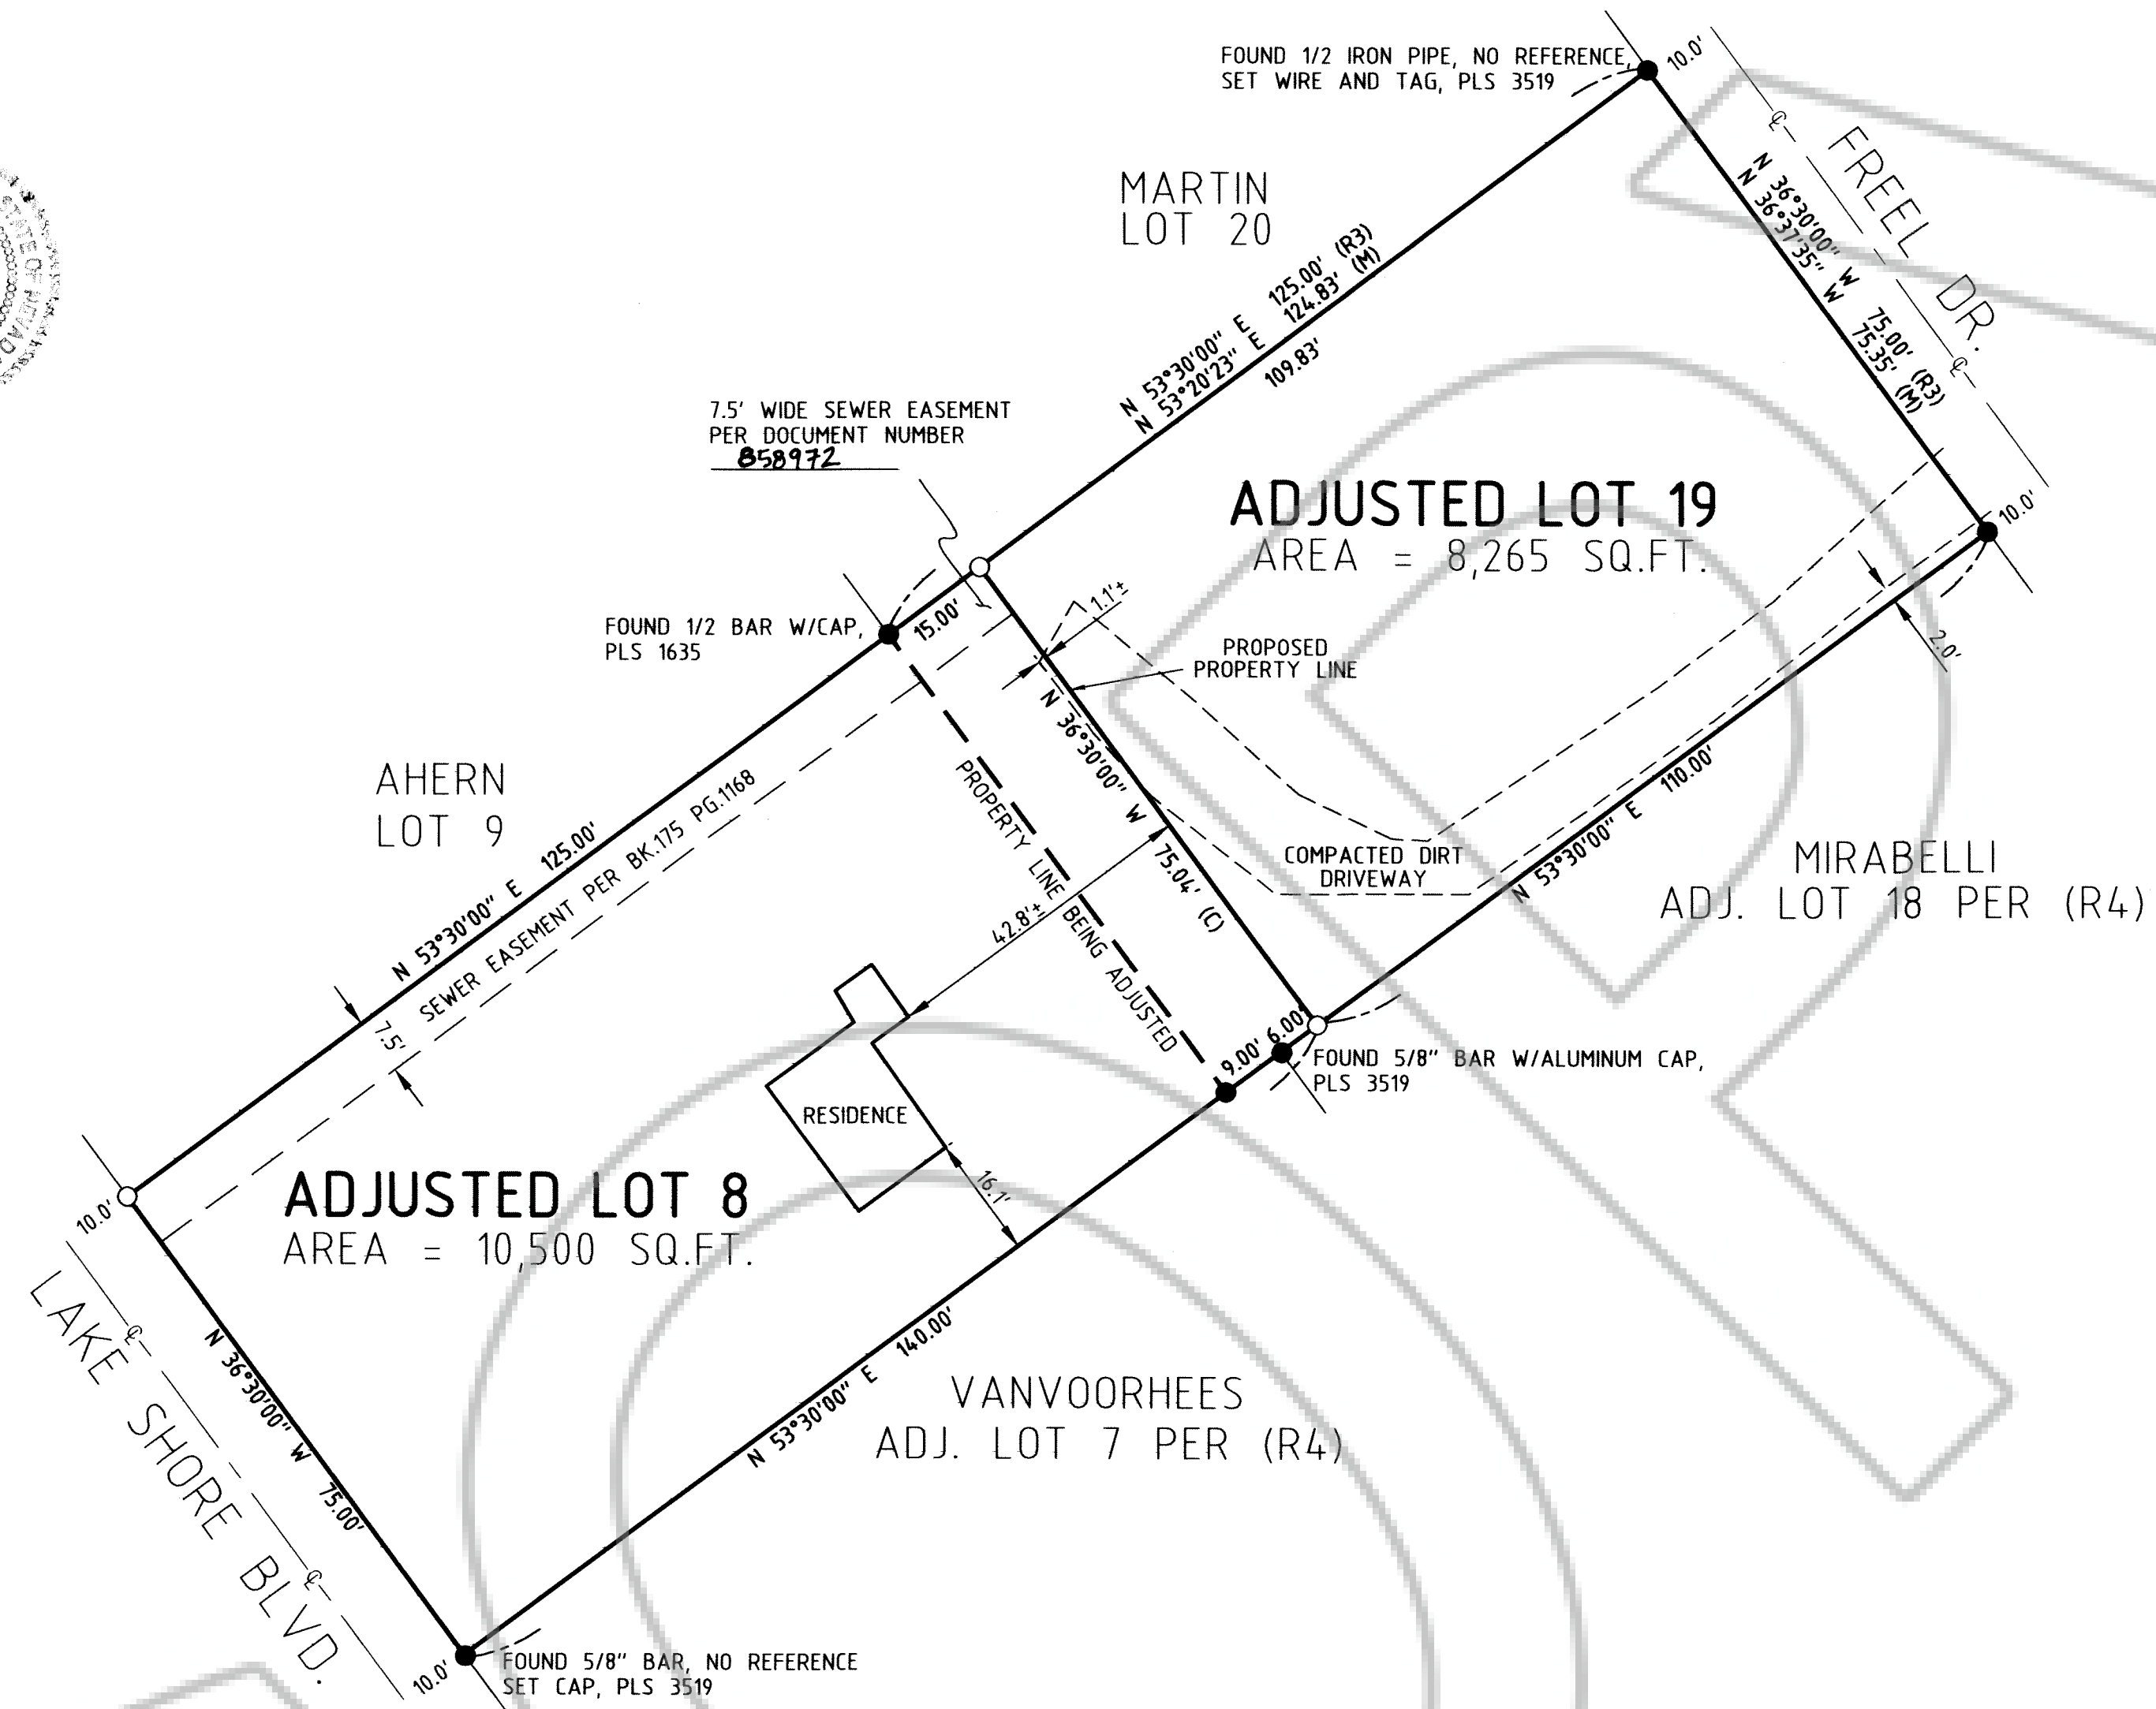 FOUND 1/2 IRON PIPE, NO REFERENCE,
SET WIRE AND TAG, PLS 3519
10.0'
℄
FREEL DR.
℄
MARTIN
LOT 20
N 36°30'00" W 75.00' (R3)
N 36°37'35" W 75.35' (M)
N 53°30'00" E 125.00' (R3)
N 53°20'23" E 124.83' (M)
109.83'
7.5' WIDE SEWER EASEMENT
PER DOCUMENT NUMBER
858972
ADJUSTED LOT 19
AREA = 8,265 SQ.FT.
10.0'
STATE OF NEVADA
FOUND 1/2 BAR W/CAP,
PLS 1635
15.00'
1.1'±
PROPOSED
PROPERTY LINE
2.0'
N 36°30'00" W 75.04' (C)
AHERN
LOT 9
N 53°30'00" E 125.00'
SEWER EASEMENT PER BK.175 PG.1168
7.5'
PROPERTY LINE BEING ADJUSTED
42.8'±
COMPACTED DIRT
DRIVEWAY
N 53°30'00" E 110.00'
MIRABELLI
ADJ. LOT 18 PER (R4)
9.00' 6.00'
FOUND 5/8" BAR W/ALUMINUM CAP,
PLS 3519
RESIDENCE
16.1'
ADJUSTED LOT 8
AREA = 10,500 SQ.FT.
10.0'
℄
LAKE SHORE BLVD.
℄
N 36°30'00" W 75.00'
N 53°30'00" E 140.00'
VANVOORHEES
ADJ. LOT 7 PER (R4)
10.0'
FOUND 5/8" BAR, NO REFERENCE
SET CAP, PLS 3519